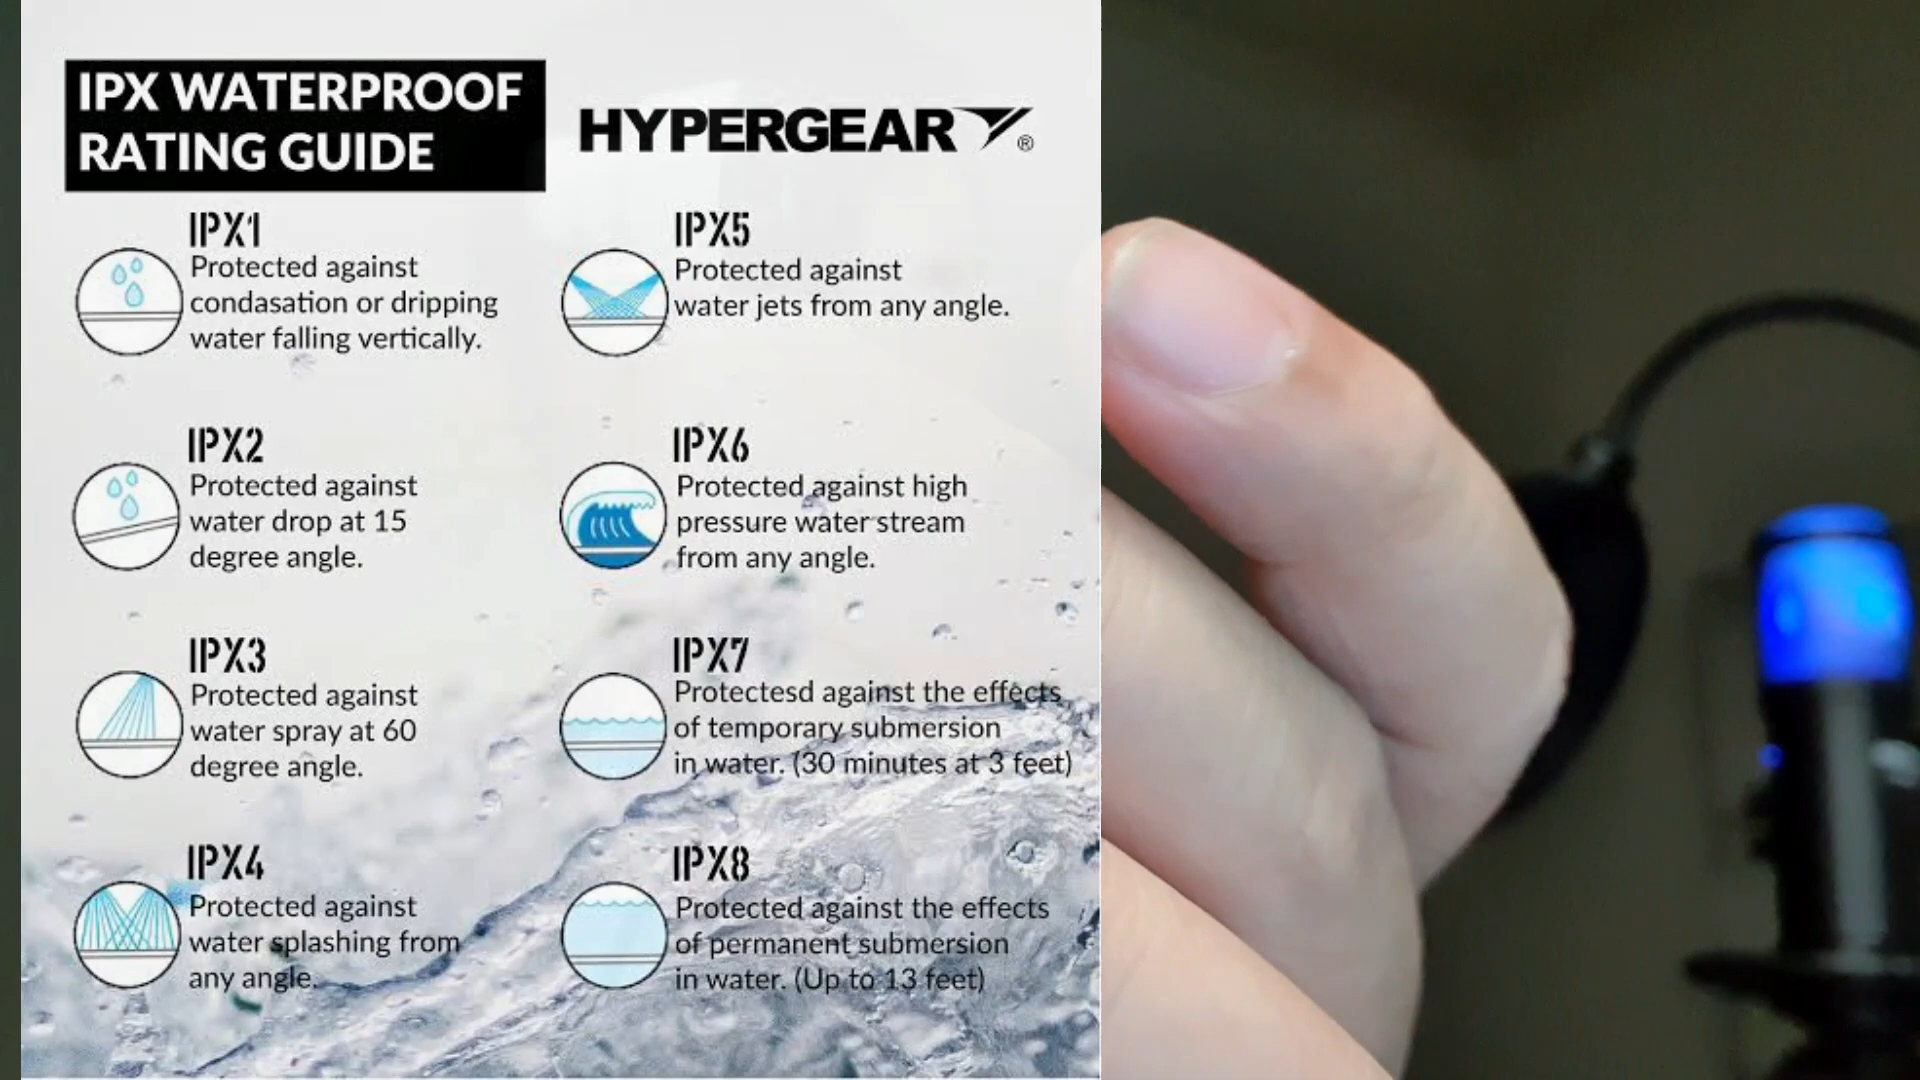 IPX WATERPROOF
RATING GUIDE
HYPERGEAR®
IPX1
Protected against
condasation or dripping
water falling vertically.
IPX2
Protected against
water drop at 15
degree angle.
IPX3
Protected against
water spray at 60
degree angle.
IPX4
Protected against
water splashing from
any angle.
IPX5
Protected against
water jets from any angle.
IPX6
Protected against high
pressure water stream
from any angle.
IPX7
Protectesd against the effects
of temporary submersion
in water. (30 minutes at 3 feet)
IPX8
Protected against the effects
of permanent submersion
in water. (Up to 13 feet)